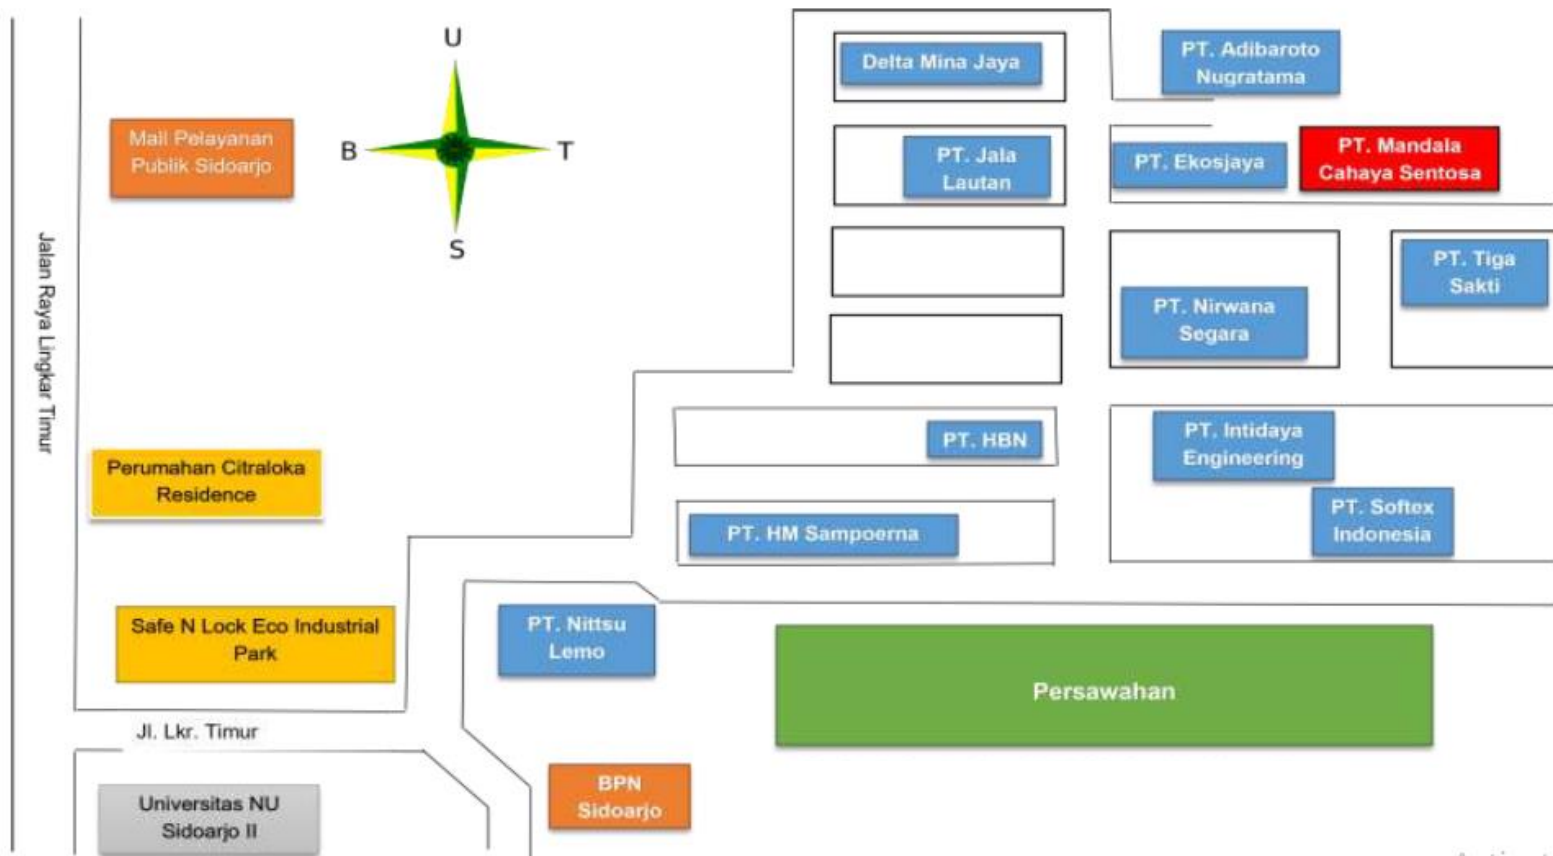 U
B
T
S
Mall Pelayanan
Publik Sidoarjo
Jalan Raya Lingkar Timur
Perumahan Citraloka
Residence
Safe N Lock Eco Industrial
Park
Jl. Lkr. Timur
Universitas NU
Sidoarjo II
Delta Mina Jaya
PT. Adibaroto
Nugratama
PT. Jala
Lautan
PT. Ekosjaya
PT. Mandala
Cahaya Sentosa
PT. Nirwana
Segara
PT. Tiga
Sakti
PT. HBN
PT. Intidaya
Engineering
PT. HM Sampoerna
PT. Softex
Indonesia
PT. Nittsu
Lemo
Persawahan
BPN
Sidoarjo